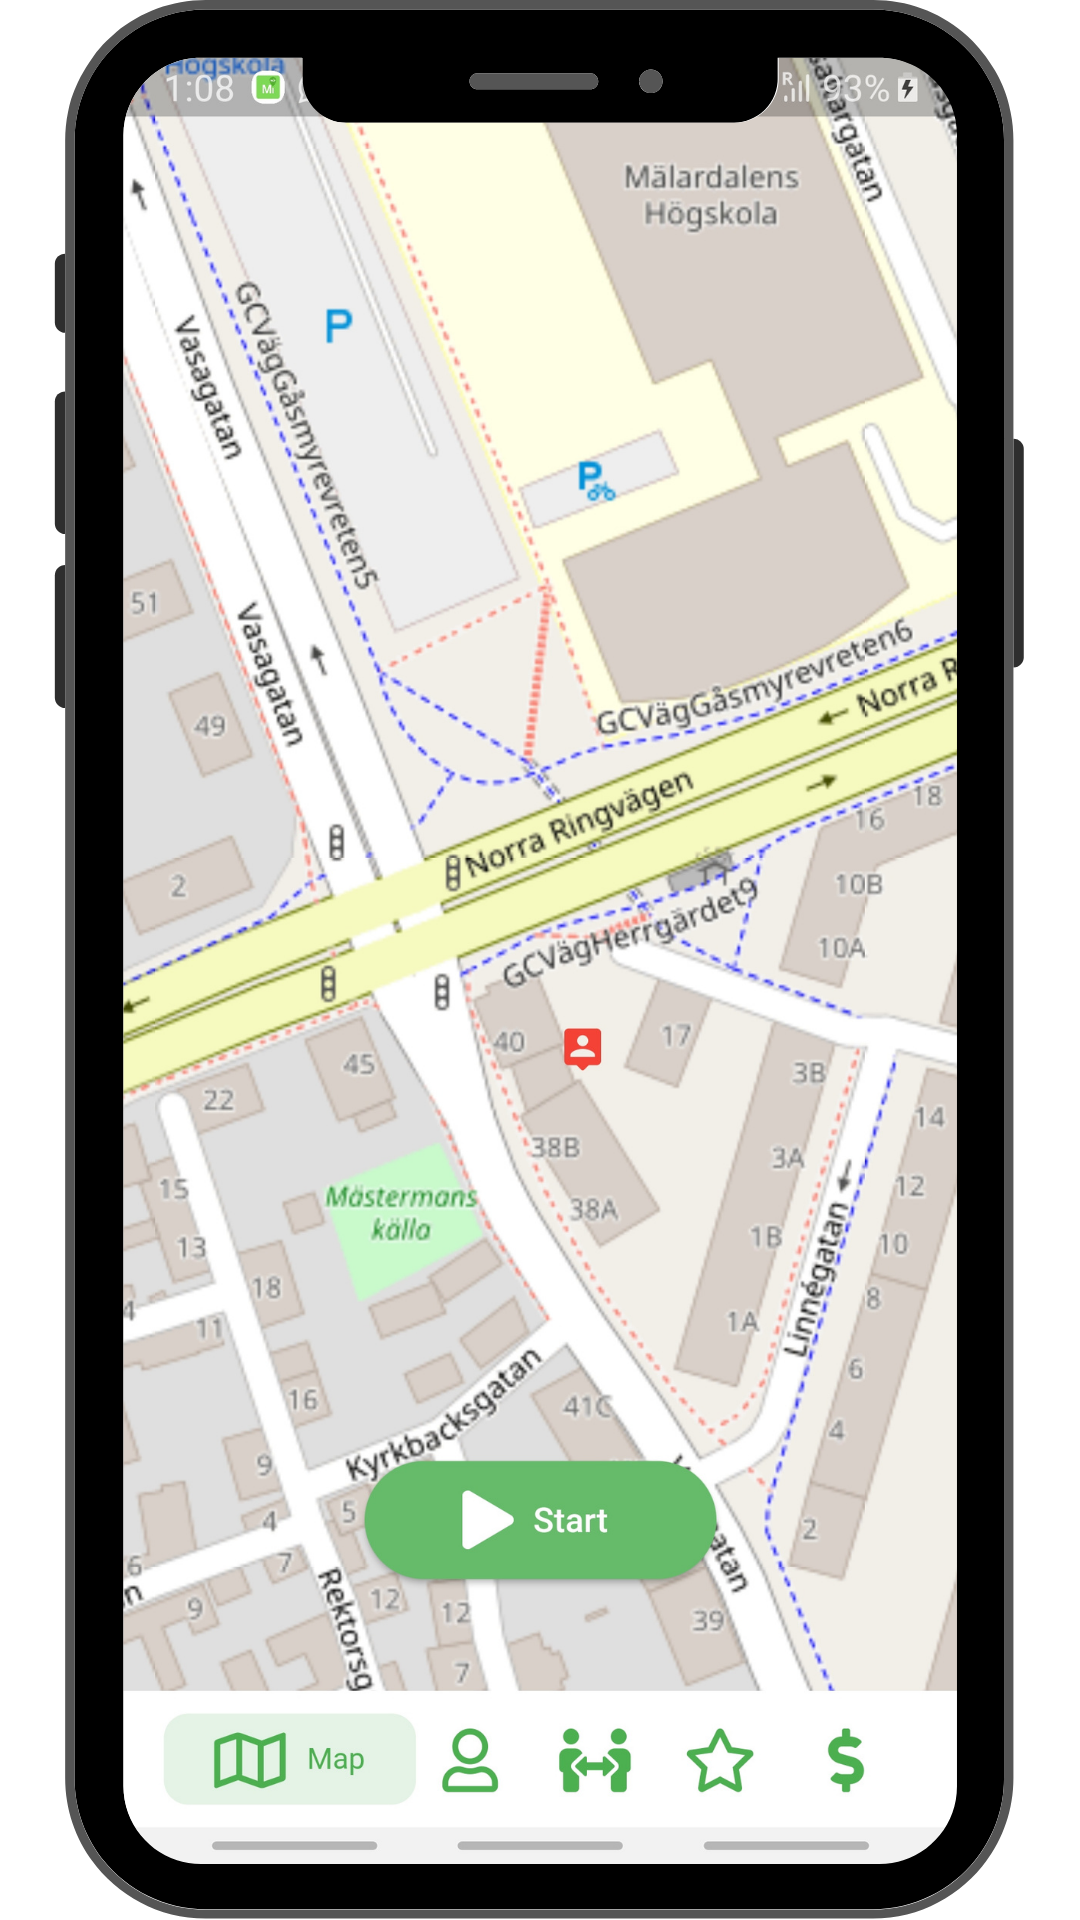 Högskola
1:08
Mi
R
93%
Mälardalens
Högskola
P
GCVägGåsmyrevreten5
Vasagatan
P
51
Vasagatan
49
GCVägGåsmyrevreten6
Norra R
Norra Ringvägen
18
16
2
10B
GCVägHerrgärdet9
10A
40
17
45
3B
22
14
38B
3A
15
12
Mästermans
källa
38A
13
1B
10
18
Linnégatan
8
4
11
1A
6
16
41C
4
Kyrkbacksgatan
9
5
4
2
6
7
atan
Rektorsg
12
12
9
39
7
Start
Map